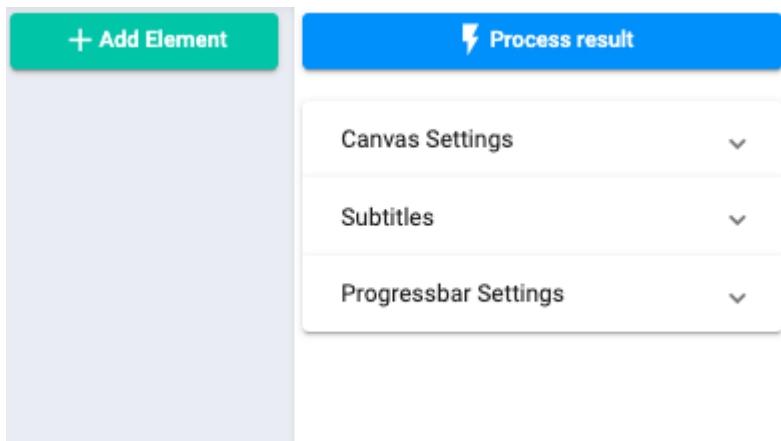 + Add Element
Process result
Canvas Settings
Subtitles
Progressbar Settings